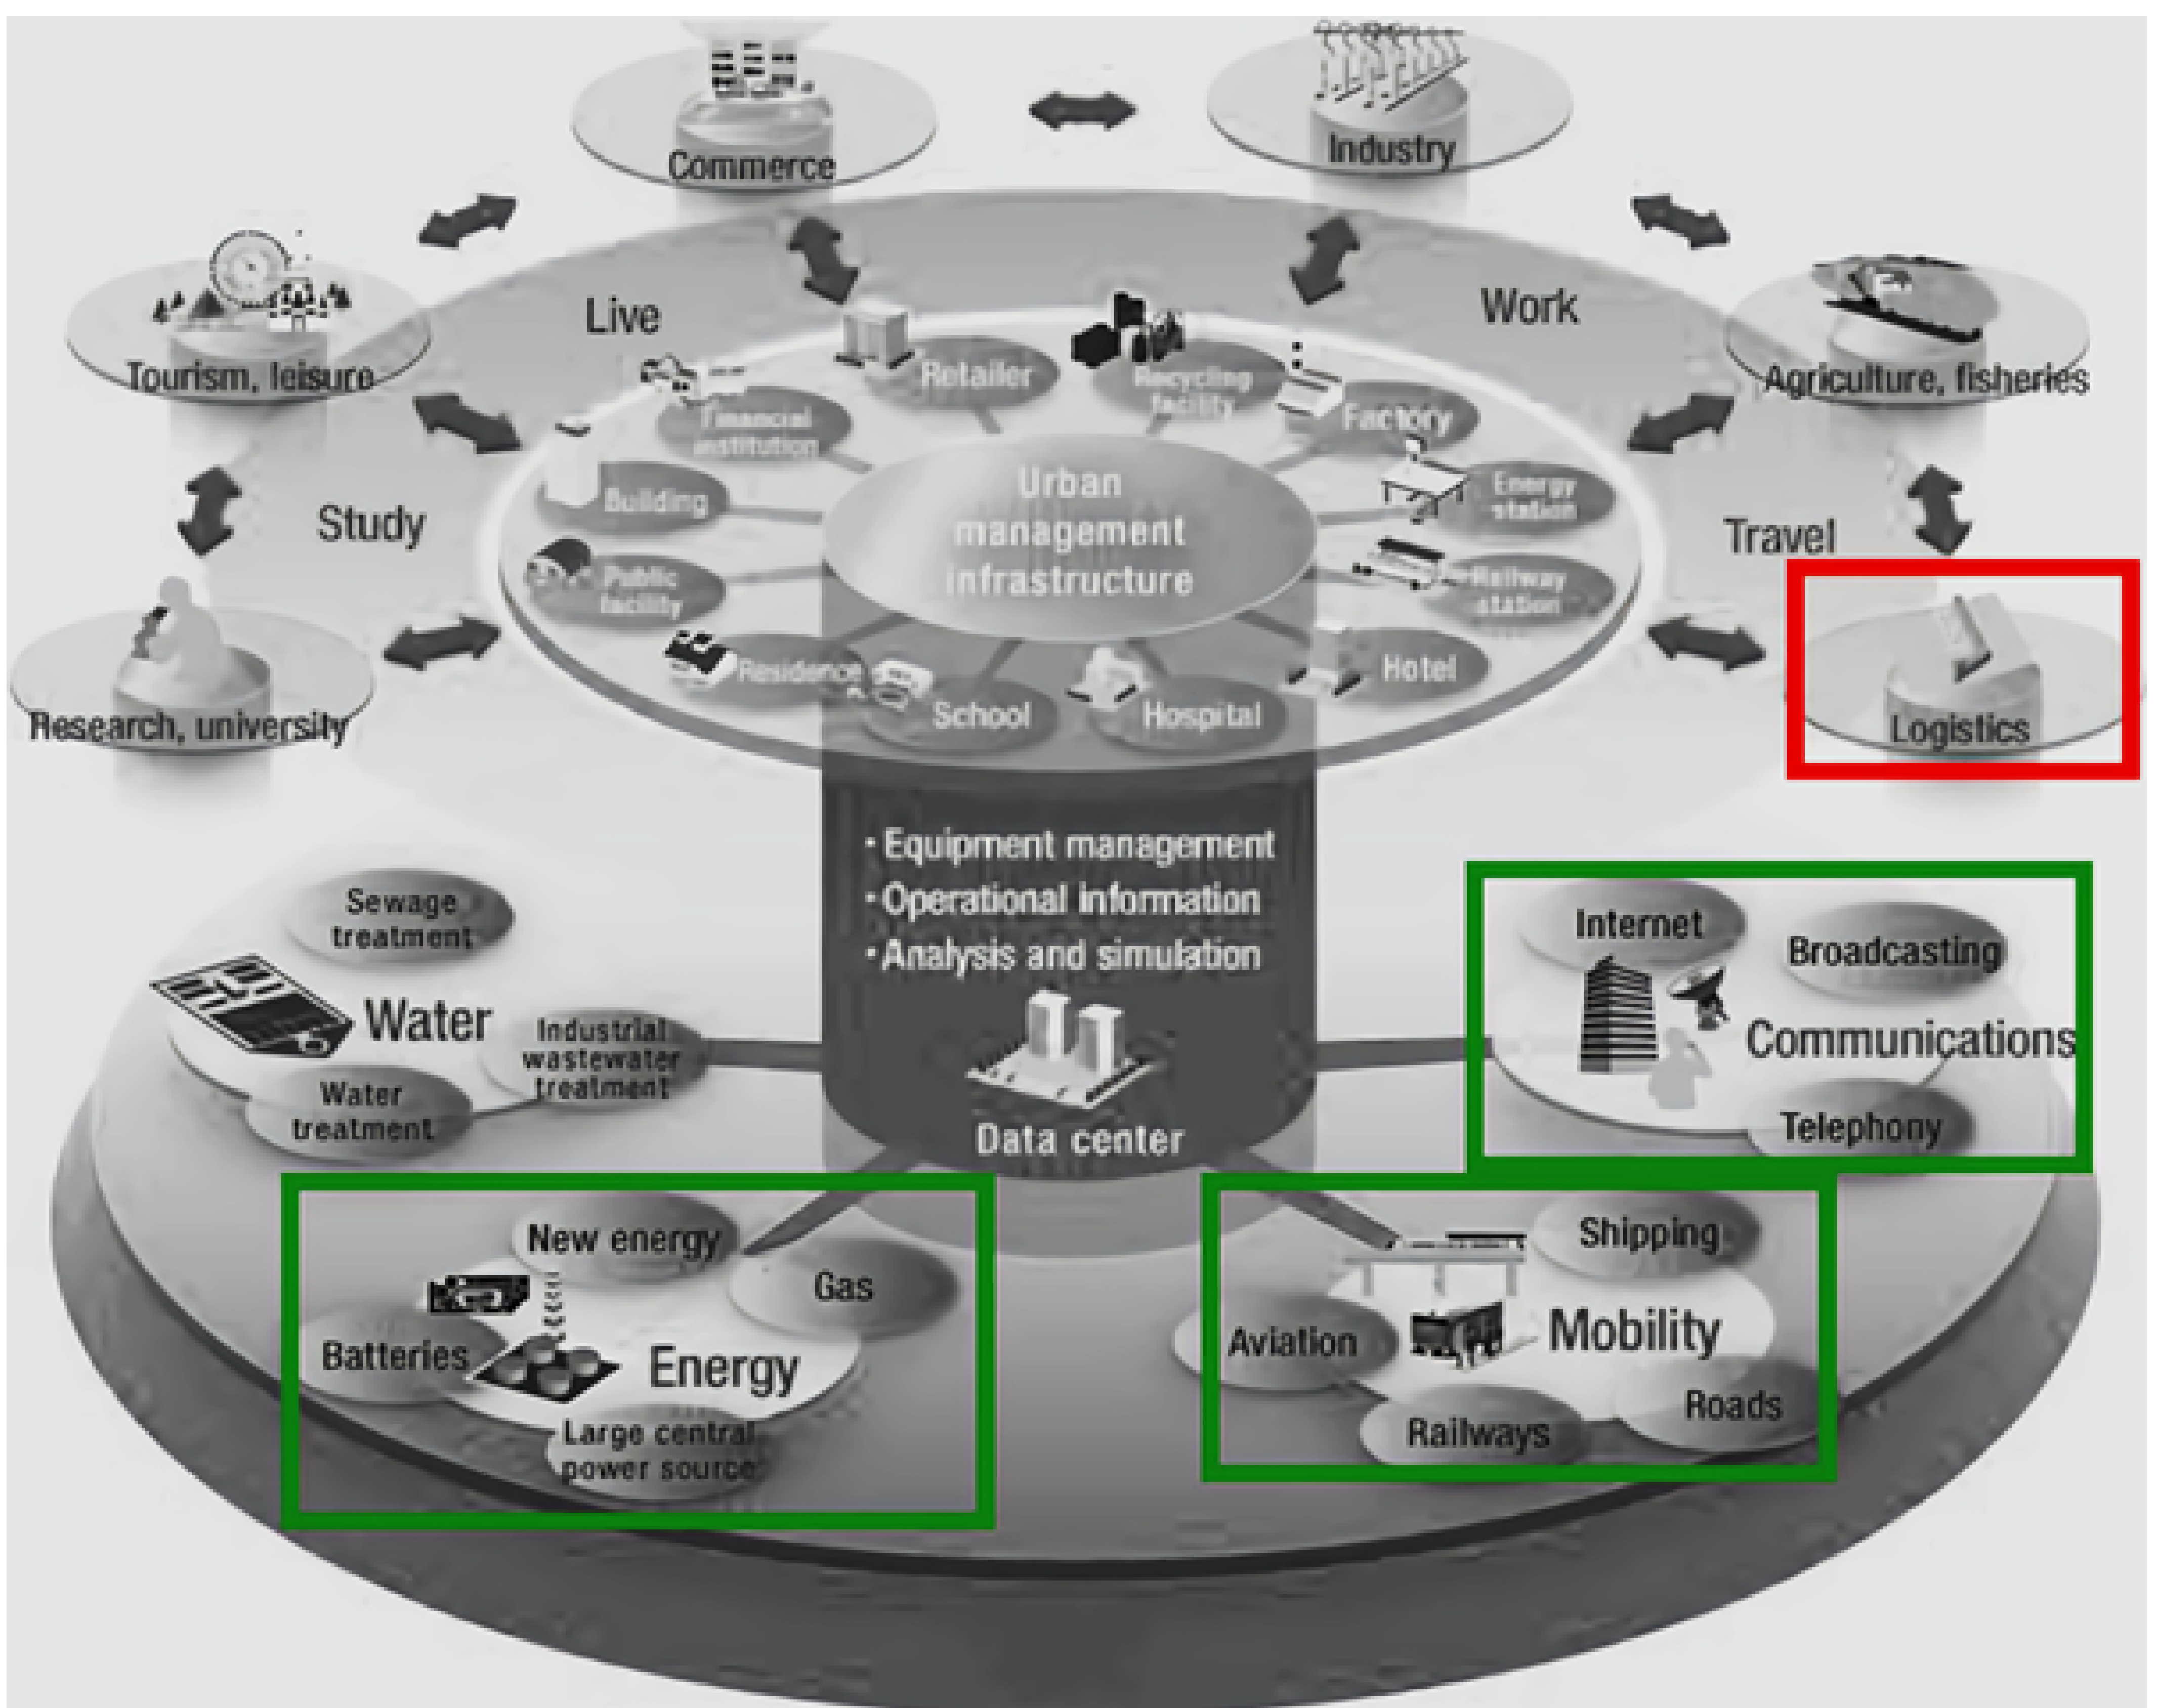 Commerce
Industry
Tourism, leisure
Live
Work
Agriculture, fisheries
Retailer
Recycling
facility
Financial
institution
Factory
Building
Urban
management
infrastructure
Energy
station
Study
Travel
Public
facility
Railway
station
Residence
School
Hospital
Hotel
Research, university
Logistics
• Equipment management
• Operational information
• Analysis and simulation
Data center
Sewage
treatment
Water
Industrial
wastewater
treatment
Water
treatment
Internet
Broadcasting
Communications
Telephony
New energy
Gas
Batteries
Energy
Large central
power source
Shipping
Aviation
Mobility
Railways
Roads